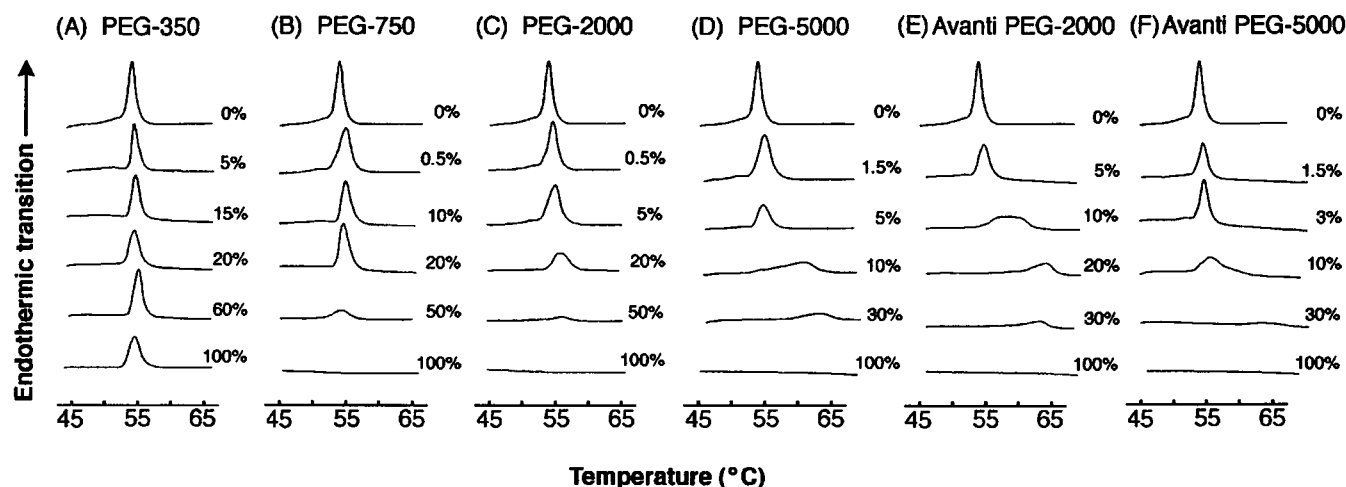 (A) PEG-350
(B) PEG-750
(C) PEG-2000
(D) PEG-5000
(E) Avanti PEG-2000
(F) Avanti PEG-5000
Endothermic transition
0%
5%
15%
20%
60%
100%
0%
0.5%
10%
20%
50%
100%
0%
0.5%
5%
20%
50%
100%
0%
1.5%
5%
10%
30%
100%
0%
5%
10%
20%
30%
100%
0%
1.5%
3%
10%
30%
100%
45 55 65
45 55 65
45 55 65
45 55 65
45 55 65
45 55 65
Temperature (°C)